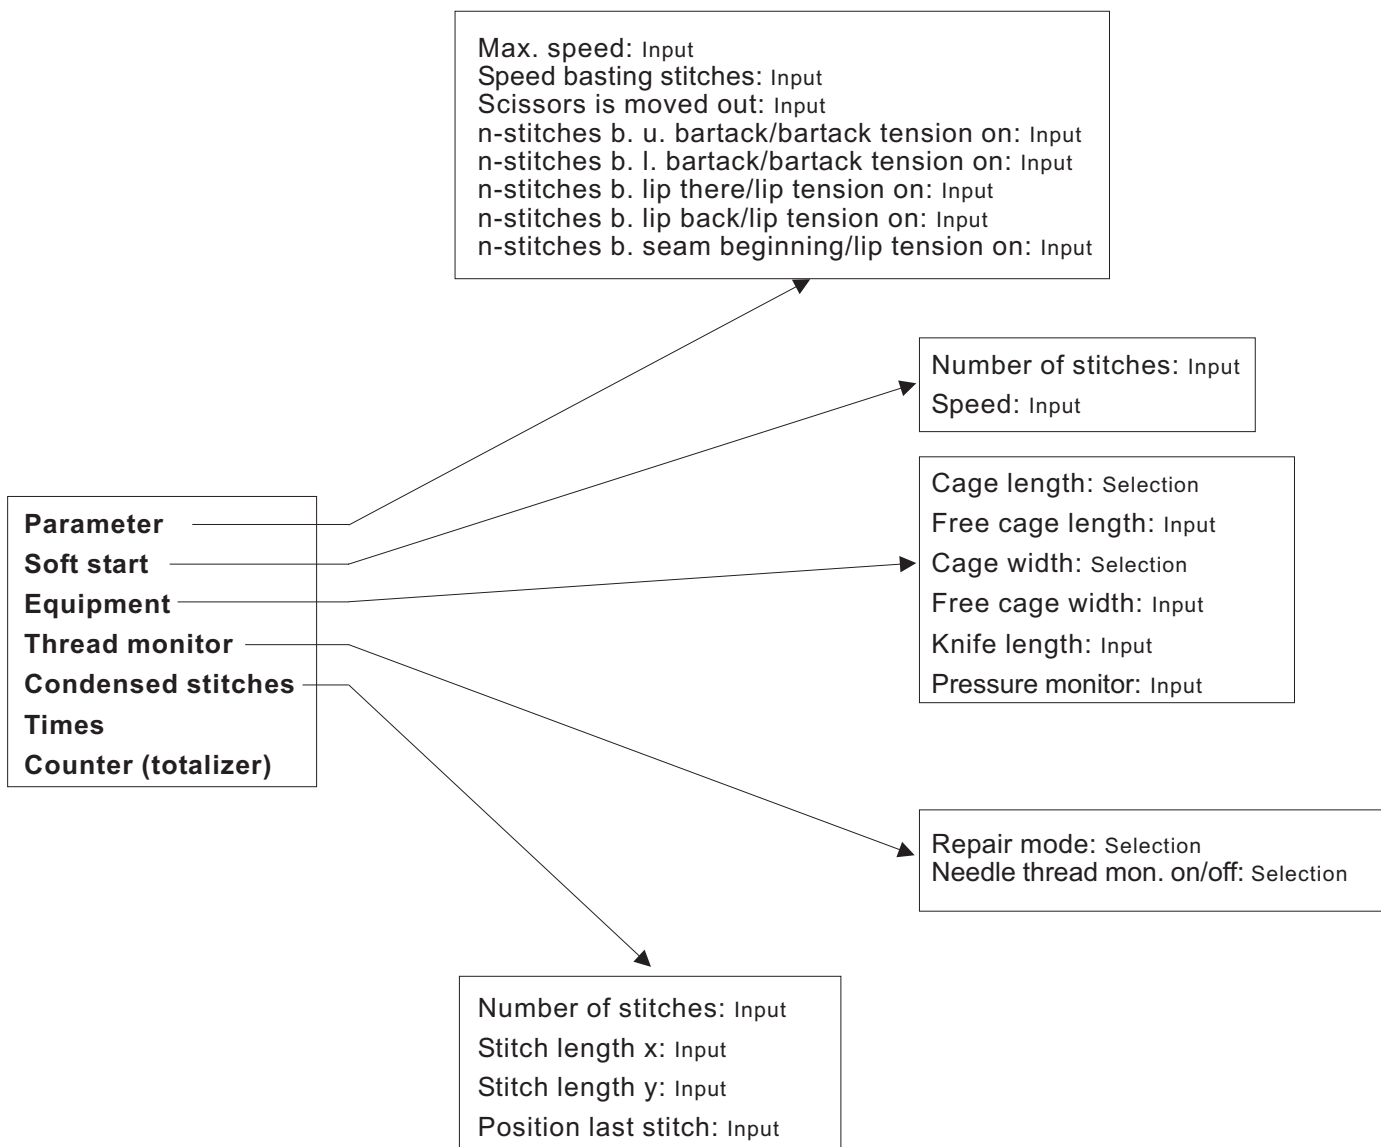 Max. speed: Input
Speed basting stitches: Input
Scissors is moved out: Input
n-stitches b. u. bartack/bartack tension on: Input
n-stitches b. l. bartack/bartack tension on: Input
n-stitches b. lip there/lip tension on: Input
n-stitches b. lip back/lip tension on: Input
n-stitches b. seam beginning/lip tension on: Input
Number of stitches: Input
Speed: Input
Cage length: Selection
Free cage length: Input
Cage width: Selection
Free cage width: Input
Knife length: Input
Pressure monitor: Input
Parameter
Soft start
Equipment
Thread monitor
Condensed stitches
Times
Counter (totalizer)
Repair mode: Selection
Needle thread mon. on/off: Selection
Number of stitches: Input
Stitch length x: Input
Stitch length y: Input
Position last stitch: Input